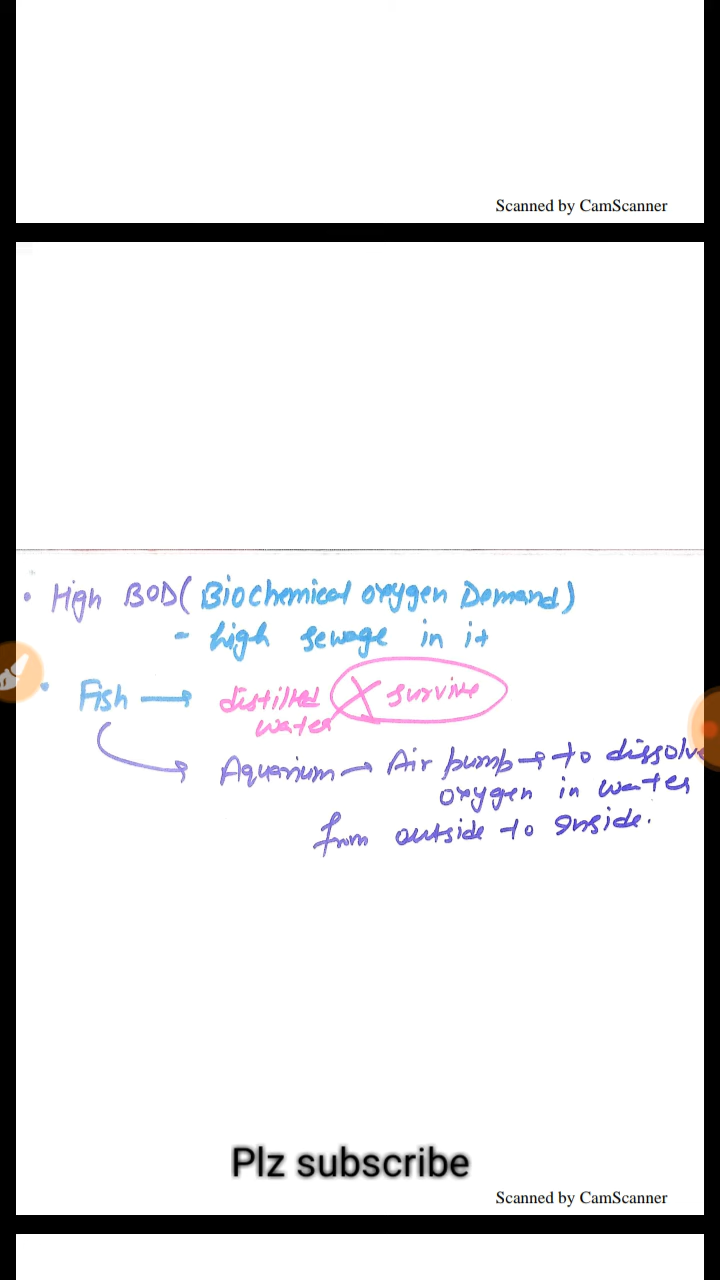 Scanned by CamScanner
• High BOD (Biochemical oxygen Demand)
- high sewage in it
• Fish → distilled X survive
water
Aquarium → Air pump → to dissolve
oxygen in water
from outside to inside.
Plz subscribe
Scanned by CamScanner